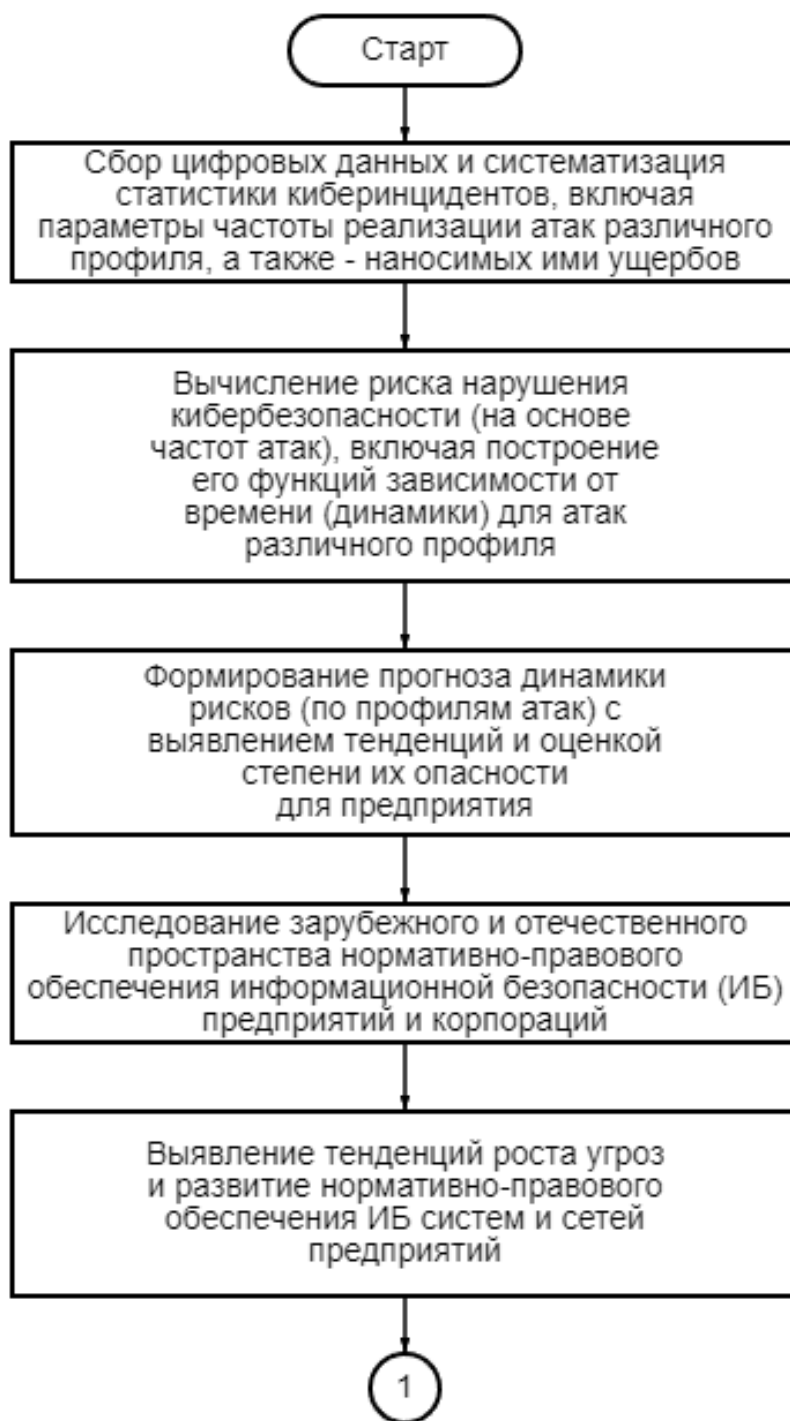 Старт
Сбор цифровых данных и систематизация
статистики киберинцидентов, включая
параметры частоты реализации атак различного
профиля, а также - наносимых ими ущербов
Вычисление риска нарушения
кибербезопасности (на основе
частот атак), включая построение
его функций зависимости от
времени (динамики) для атак
различного профиля
Формирование прогноза динамики
рисков (по профилям атак) с
выявлением тенденций и оценкой
степени их опасности
для предприятия
Исследование зарубежного и отечественного
пространства нормативно-правового
обеспечения информационной безопасности (ИБ)
предприятий и корпораций
Выявление тенденций роста угроз
и развитие нормативно-правового
обеспечения ИБ систем и сетей
предприятий
1